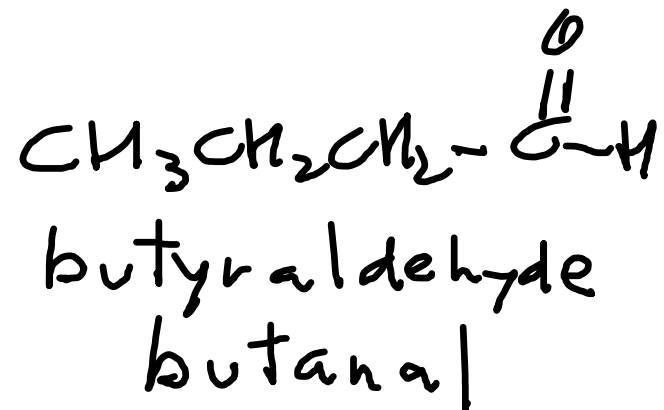 O
||
CH₃CH₂CH₂-C-H
butyraldehyde
butanal